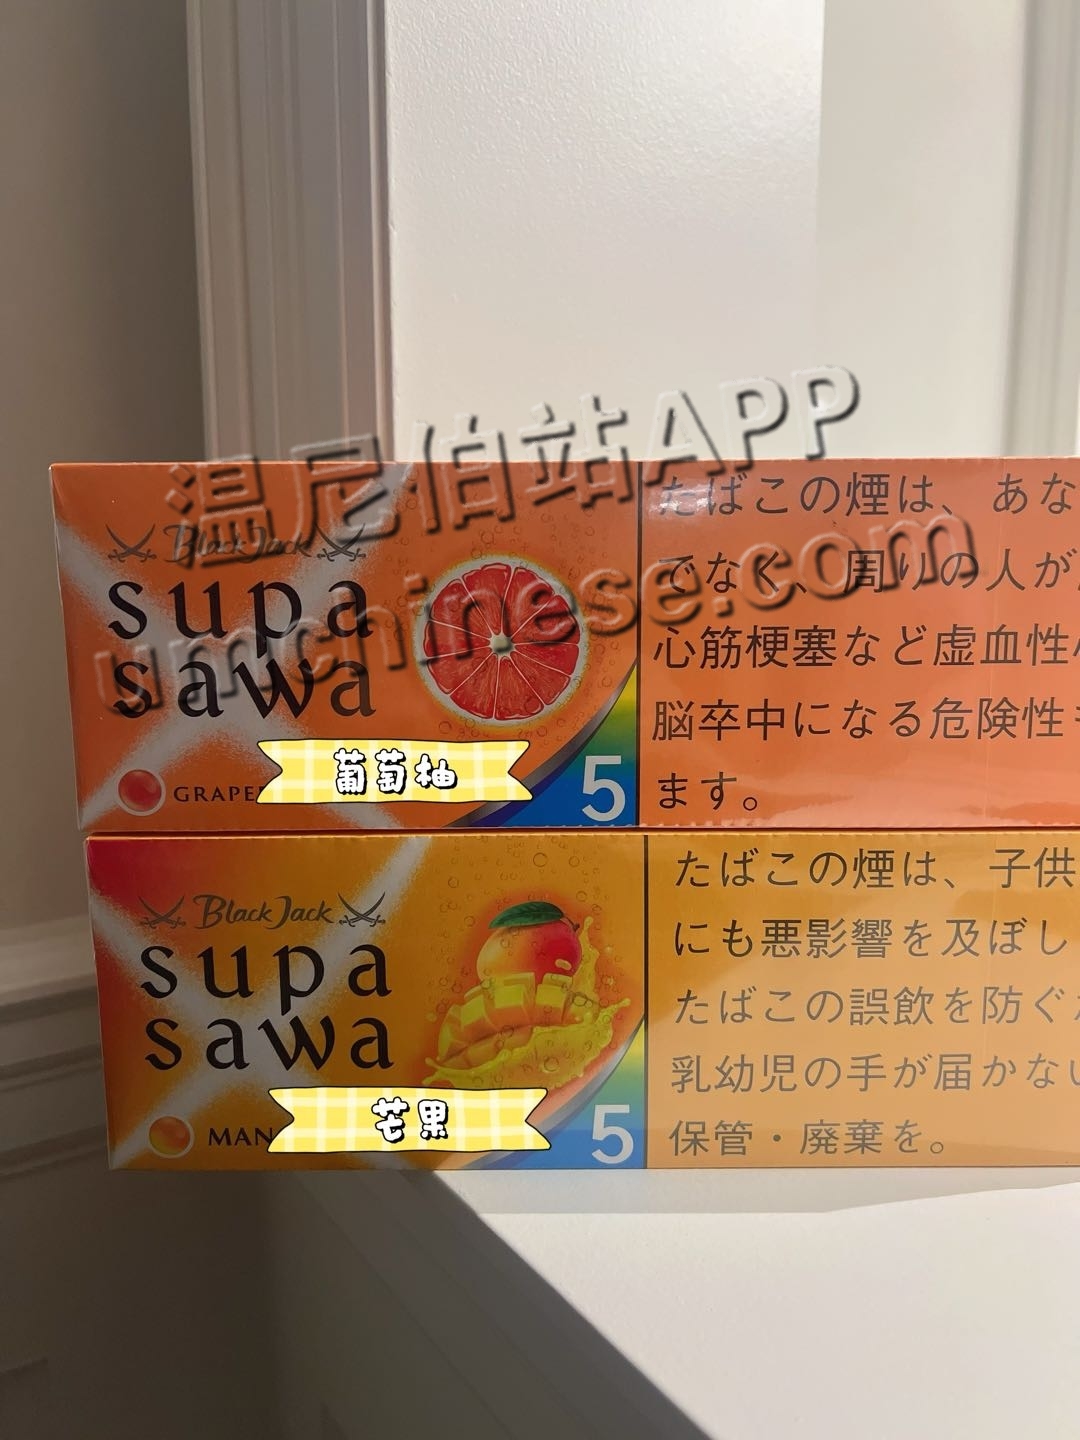 温尼伯站APP
umchinese.com
Black Jack
supa
sawa
葡萄柚
GRAPE
5
たばこの煙は、あな
でなく、周りの人が
心筋梗塞など虚血性
脳卒中になる危険性
ます。
Black Jack
supa
sawa
芒果
MAN
5
たばこの煙は、子供
にも悪影響を及ぼし
たばこの誤飲を防ぐ
乳幼児の手が届かな
保管・廃棄を。